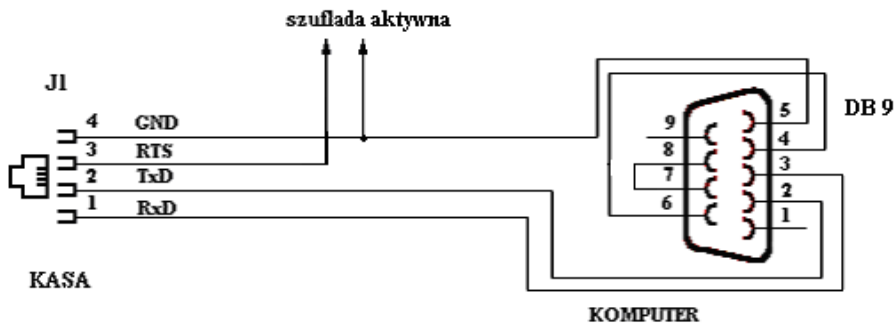 szuflada aktywna
J1
4 GND
3 RTS
2 TxD
1 RxD
KASA
DB 9
5
9
4
8
3
7
2
6
1
KOMPUTER